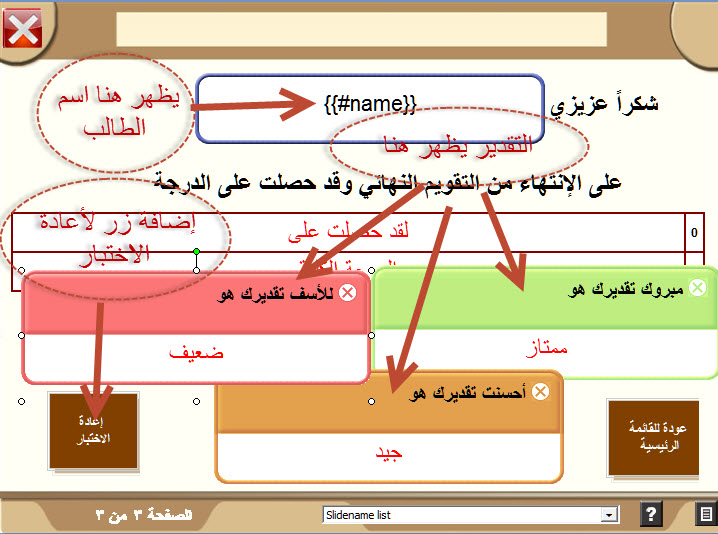 يظهر هنا اسم
الطالب
{{#name}}
شكراً عزيزي
التقدير يظهر هنا
على الإنتهاء من التقويم النهائي وقد حصلت على الدرجة
إضافة زر لأعادة
الاختبار
لقد حصلت على
0
للأسف تقديرك هو
ضعيف
مبروك تقديرك هو
ممتاز
أحسنت تقديرك هو
جيد
إعادة
الاختبار
عودة للقائمة
الرئيسية
الصفحة ٣ من ٣
Slidename list
?